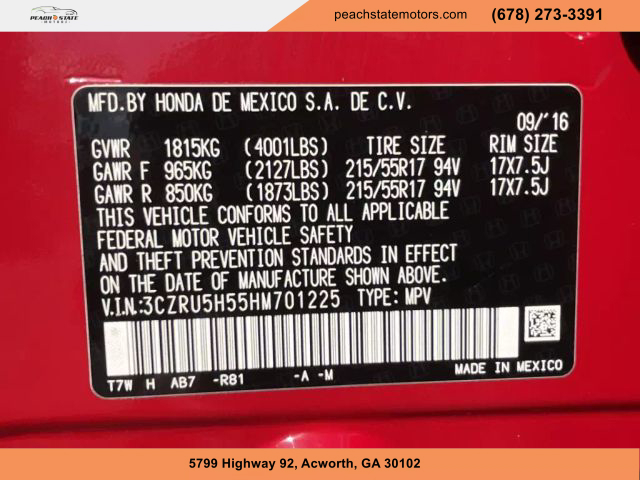 PEACH STATE
MOTORS
peachstatemotors.com
(678) 273-3391
MFD.BY HONDA DE MEXICO S.A. DE C.V.
09/'16
GVWR 1815KG (4001LBS) TIRE SIZE RIM SIZE
GAWR F 965KG (2127LBS) 215/55R17 94V 17X7.5J
GAWR R 850KG (1873LBS) 215/55R17 94V 17X7.5J
THIS VEHICLE CONFORMS TO ALL APPLICABLE
FEDERAL MOTOR VEHICLE SAFETY
AND THEFT PREVENTION STANDARDS IN EFFECT
ON THE DATE OF MANUFACTURE SHOWN ABOVE.
V.I.N:3CZRU5H55HM701225 TYPE: MPV
T7W H AB7 -R81 -A -M
MADE IN MEXICO
5799 Highway 92, Acworth, GA 30102